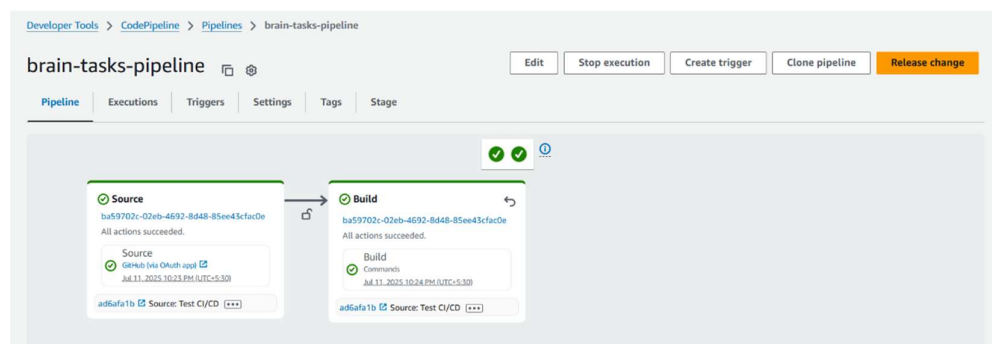 Developer Tools > CodePipeline > Pipelines > brain-tasks-pipeline
brain-tasks-pipeline
Edit
Stop execution
Create trigger
Clone pipeline
Release change
Pipeline
Executions
Triggers
Settings
Tags
Stage
Source
ba59702c-02eb-4692-8d48-85ee43cfac0e
All actions succeeded.
Source
GitHub (via OAuth app)
Jul 11, 2025 10:23 PM (UTC+5:30)
ad6afa1b Source: Test CI/CD
Build
ba59702c-02eb-4692-8d48-85ee43cfac0e
All actions succeeded.
Build
Commands
Jul 11, 2025 10:24 PM (UTC+5:30)
ad6afa1b Source: Test CI/CD